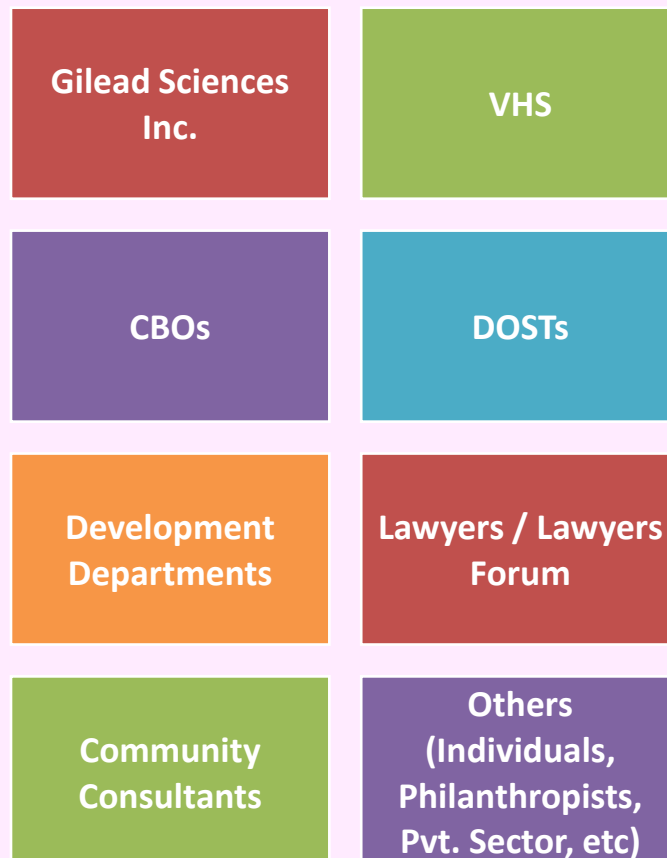 Gilead Sciences
Inc.
VHS
CBOs
DOSTs
Development
Departments
Lawyers / Lawyers
Forum
Community
Consultants
Others
(Individuals,
Philanthropists,
Pvt. Sector, etc)